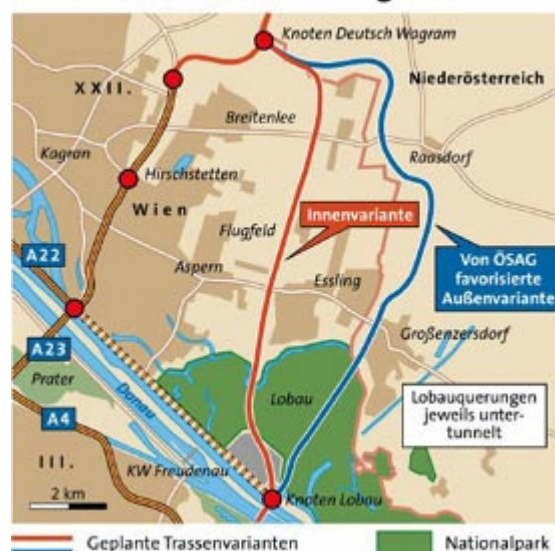 Knoten Deutsch Wagram
Niederösterreich
XXII.
Breitenlee
Raasdorf
Kagran
Hirschstetten
Wien
Innenvariante
Flugfeld
A22
Von ÖSAG
favorisierte
Außenvariante
Aspern
Essling
Großenzersdorf
A23
Prater
Donau
Lobau
Lobauquerungen
jeweils unter-
tunnelt
A4
III.
KW Freudenau
2 km
Knoten Lobau
Geplante Trassenvarianten
Nationalpark